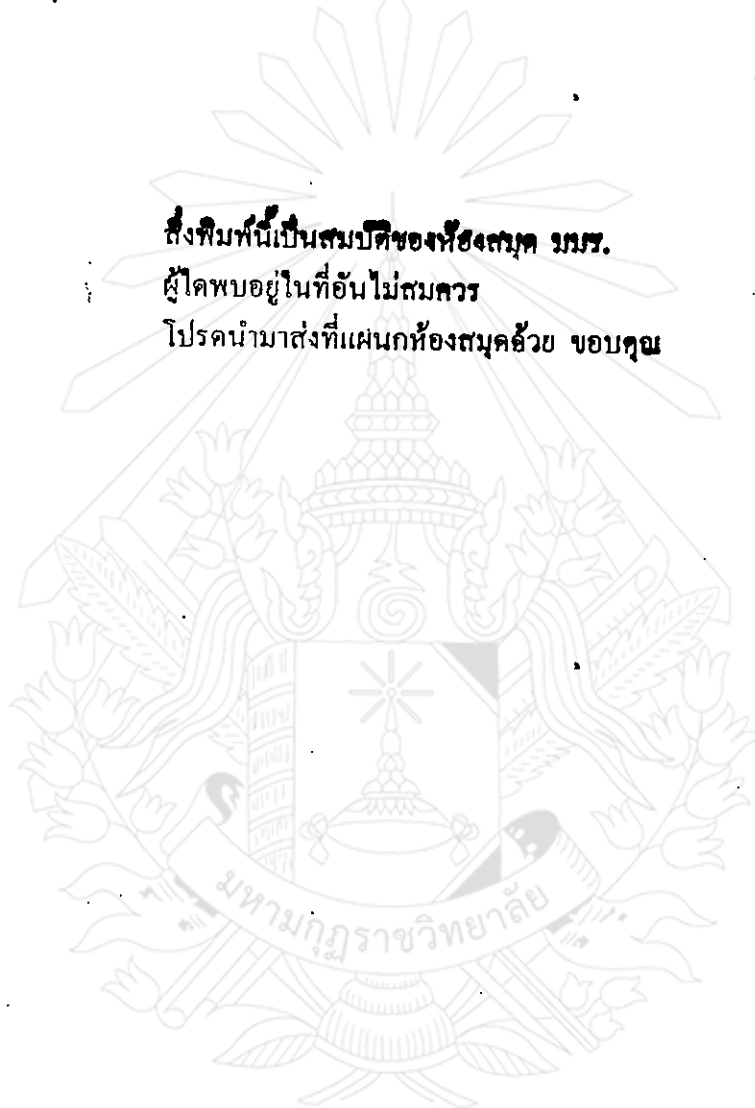 สิ่งพิมพ์นี้เป็นสมบัติของห้องสมุด มมร.
ผู้ใดพบอยู่ในที่อันไม่สมควร
โปรดนำมาส่งที่แผนกห้องสมุดด้วย ขอบคุณ
มหามกุฏราชวิทยาลัย